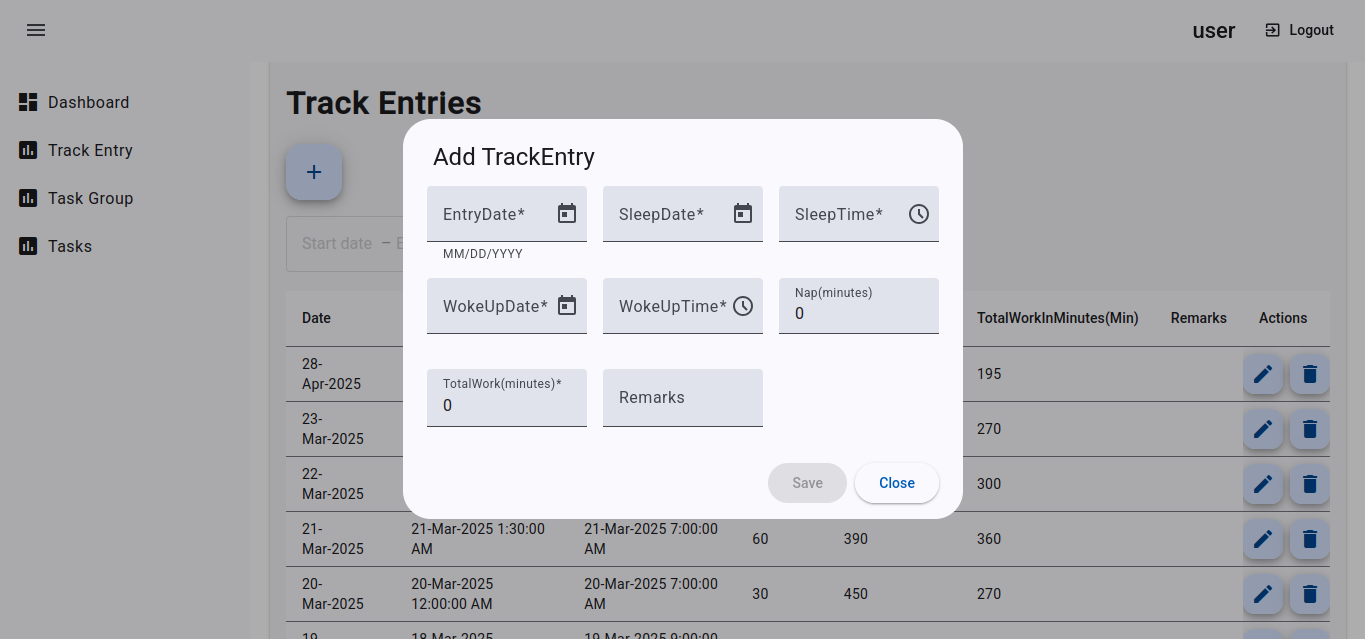 user
Logout
Dashboard
Track Entry
Task Group
Tasks
Track Entries
+
Start date –
Add TrackEntry
EntryDate*
SleepDate*
SleepTime*
MM/DD/YYYY
WokeUpDate*
WokeUpTime*
Nap(minutes)
0
TotalWork(minutes)*
0
Remarks
Save
Close
Date
TotalWorkInMinutes(Min)
Remarks
Actions
28-
Apr-2025
195
23-
Mar-2025
270
22-
Mar-2025
300
21-
Mar-2025
21-Mar-2025 1:30:00
AM
21-Mar-2025 7:00:00
AM
60
390
360
20-
Mar-2025
20-Mar-2025
12:00:00 AM
20-Mar-2025 7:00:00
AM
30
450
270
19-
18-Mar-2025
19-Mar-2025 9:00:00